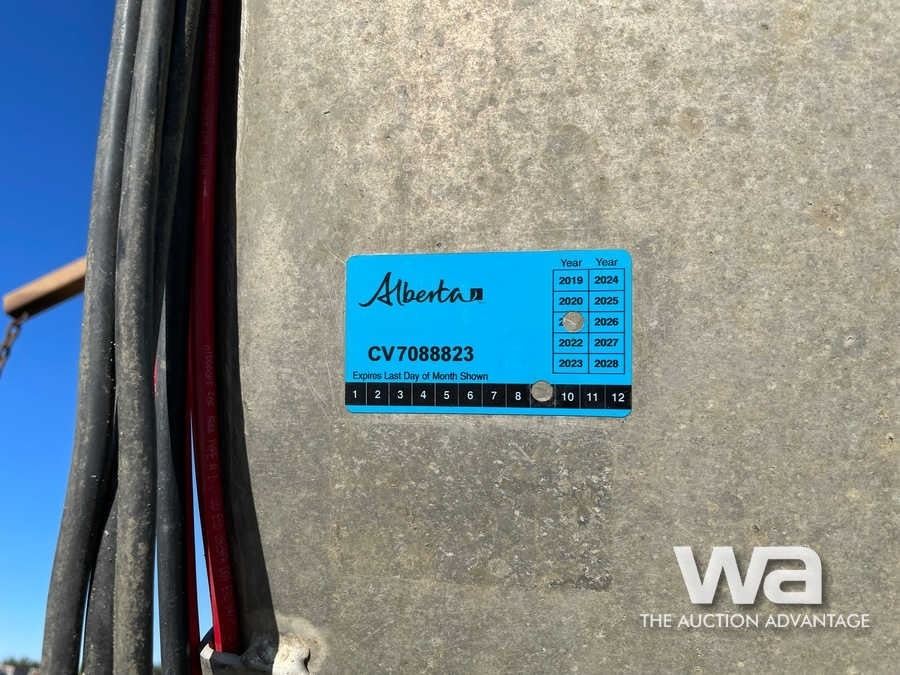 Alberta
CV7088823
Expires Last Day of Month Shown
Year Year
2019 2024
2020 2025
2026
2022 2027
2023 2028
1 2 3 4 5 6 7 8 10 11 12
wa
THE AUCTION ADVANTAGE